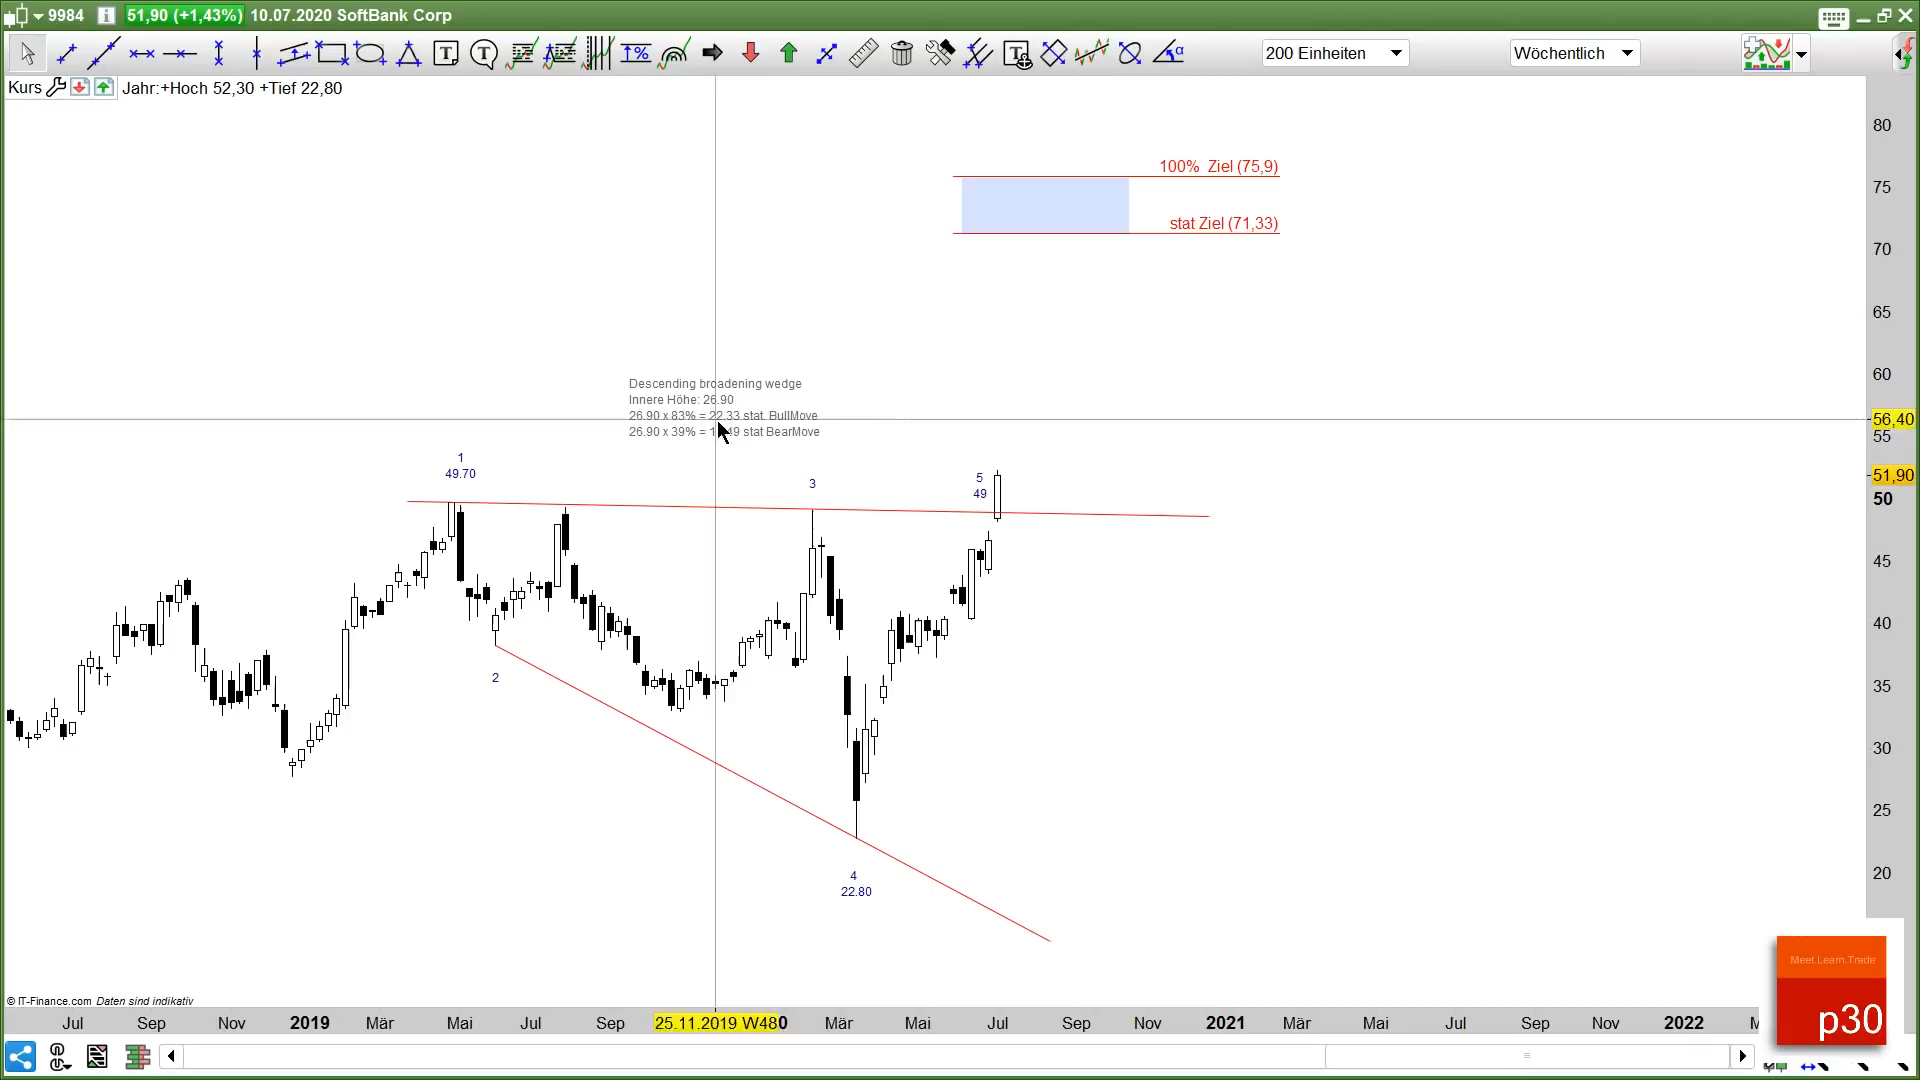 9984 51,90 (+1,43%) 10.07.2020 SoftBank Corp
200 Einheiten
Wöchentlich
Kurs Jahr:+Hoch 52,30 +Tief 22,80
80
100% Ziel (75,9)
75
stat Ziel (71,33)
70
65
60
Descending broadening wedge
Innere Höhe: 26.90
26.90 x 83% = 22.33 stat. BullMove
26.90 x 39% = stat BearMove
56,40
55
1
49.70
3
5
49
51,90
50
45
40
2
35
30
25
4
22.80
20
© IT-Finance.com Daten sind indikativ
Jul Sep Nov 2019 Mär Mai Jul Sep 25.11.2019 W48 0 Mär Mai Jul Sep Nov 2021 Mär Mai Jul Sep Nov 2022 M
Meet.Learn.Trade
p30